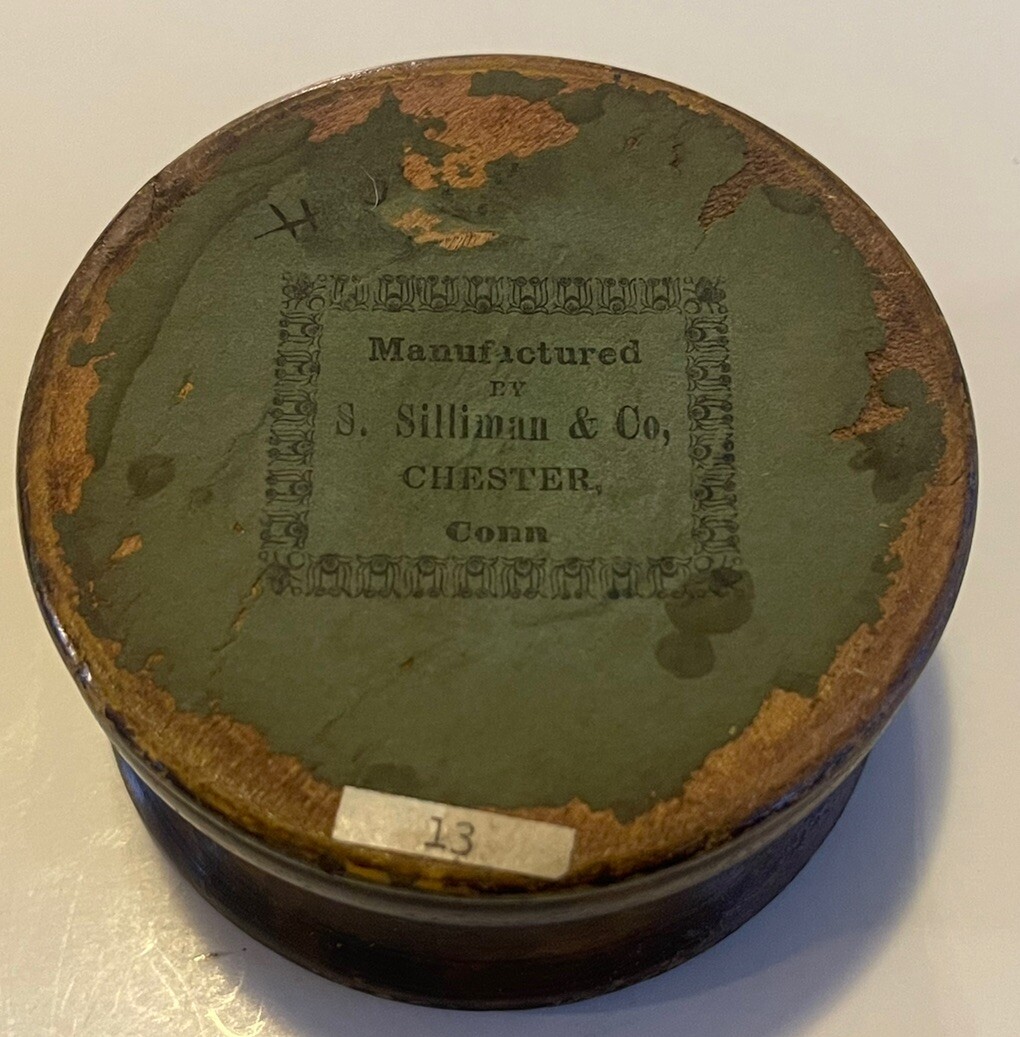 H
Manufactured
BY
S. Silliman & Co,
CHESTER,
Conn
13